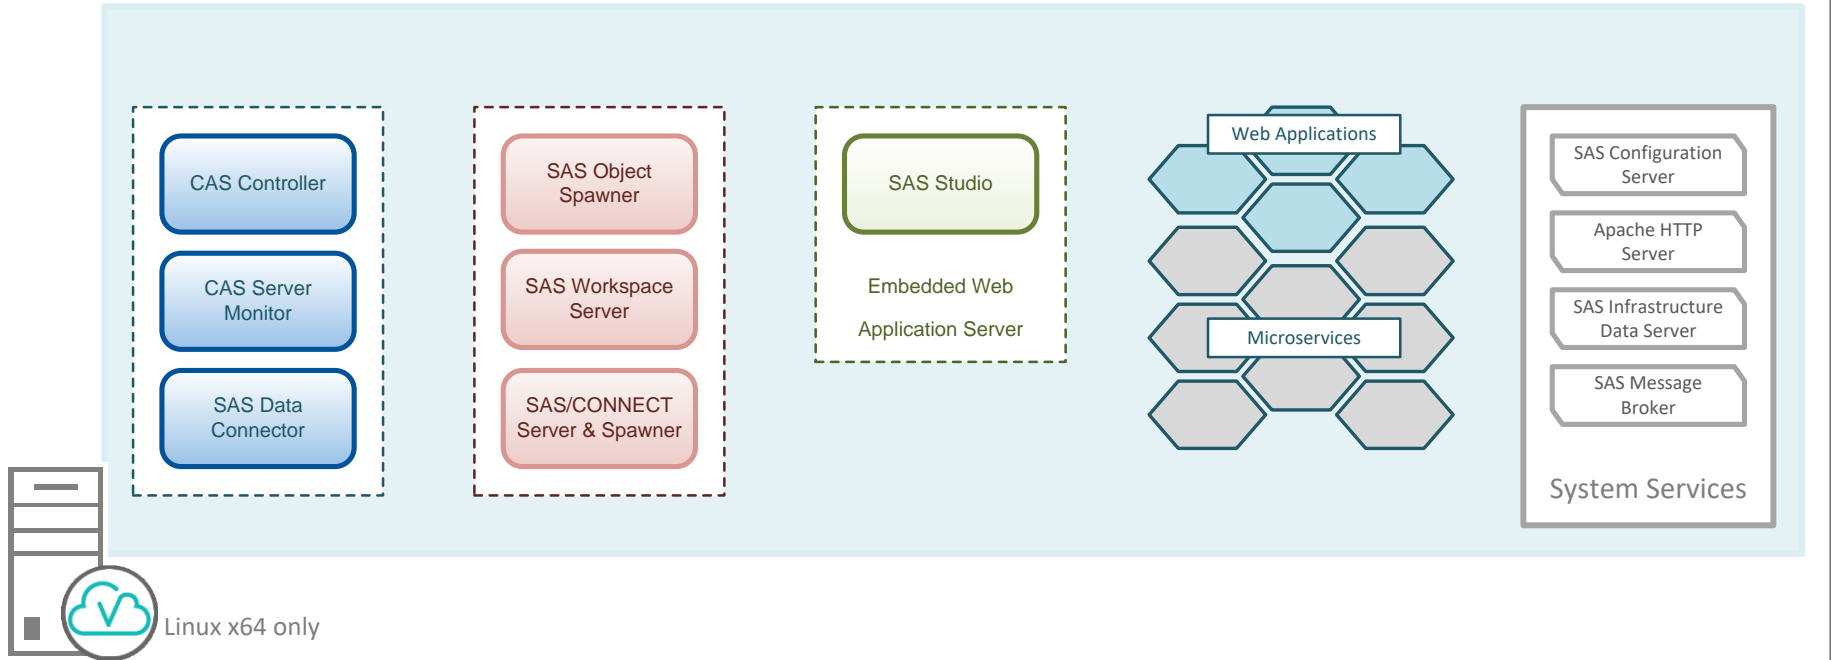 CAS Controller
CAS Server
Monitor
SAS Data
Connector
SAS Object
Spawner
SAS Workspace
Server
SAS/CONNECT
Server & Spawner
SAS Studio
Embedded Web
Application Server
Web Applications
Microservices
SAS Configuration
Server
Apache HTTP
Server
SAS Infrastructure
Data Server
SAS Message
Broker
System Services
Linux x64 only